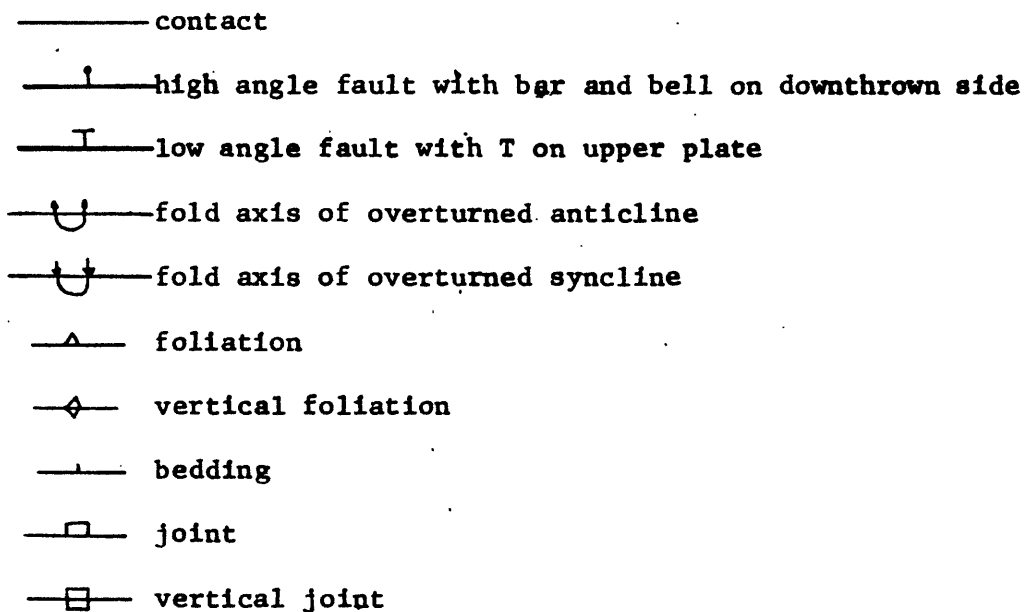 contact
high angle fault with bar and bell on downthrown side
low angle fault with T on upper plate
fold axis of overturned anticline
fold axis of overturned syncline
foliation
vertical foliation
bedding
joint
vertical joint